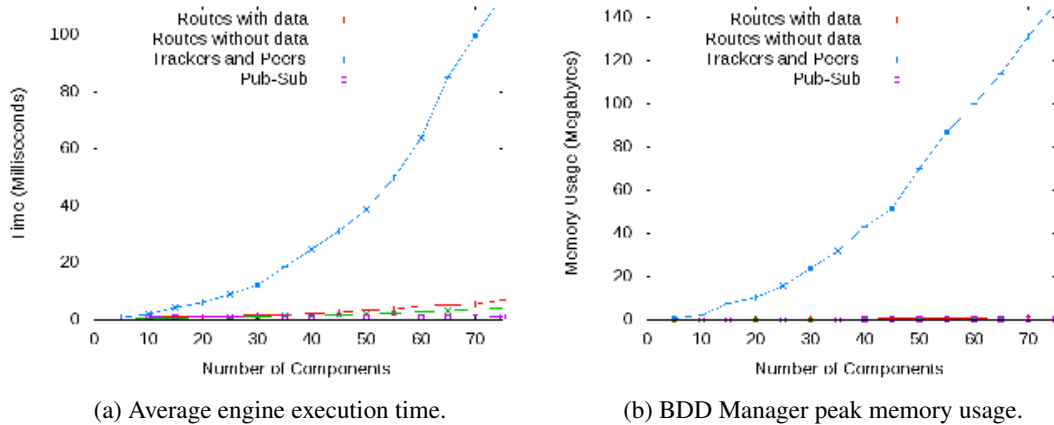 Routes with data
Routes without data
Trackers and Peers
Pub-Sub
100
80
60
40
20
0
Time (Milliseconds)
0 10 20 30 40 50 60 70
Number of Components
(a) Average engine execution time.
Routes with data
Routes without data
Trackers and Peers
Pub-Sub
140
120
100
80
60
40
20
0
Memory Usage (Megabytes)
0 10 20 30 40 50 60 70
Number of Components
(b) BDD Manager peak memory usage.